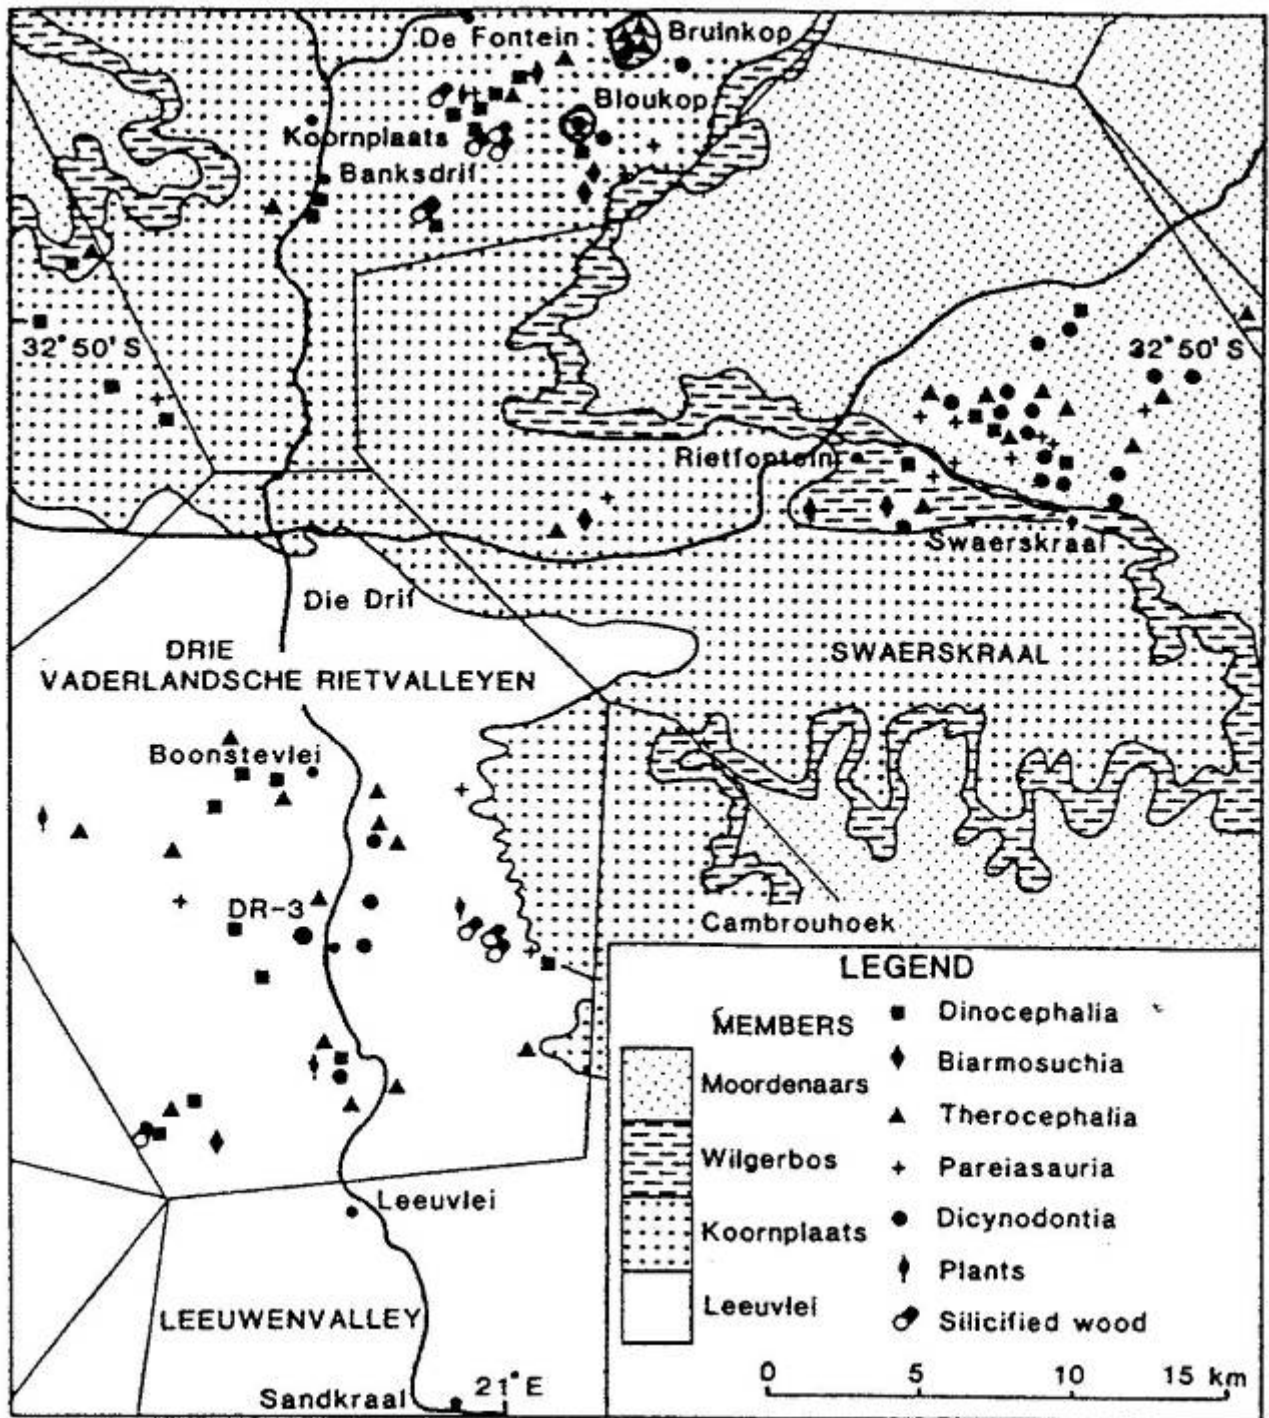 De Fontein
Bruinkop
Bloukop
Koornplaats
Banksdrif
32° 50' S
32° 50' S
Rietfontein
Swaerskraal
Die Drif
DRIE
VADERLANDSCHE RIETVALLEYEN
SWAERSKRAAL
Boonstevlei
DR-3
Cambrouhoek
LEGEND
MEMBERS
Moordenaars
Wilgerbos
Koornplaats
Leeuvlei
Dinocephalia
Biarmosuchia
Therocephalia
Pareiasauria
Dicynodontia
Plants
Silicified wood
Leeuvlei
LEEUWENVALLEY
Sandkraal
21° E
0 5 10 15 km